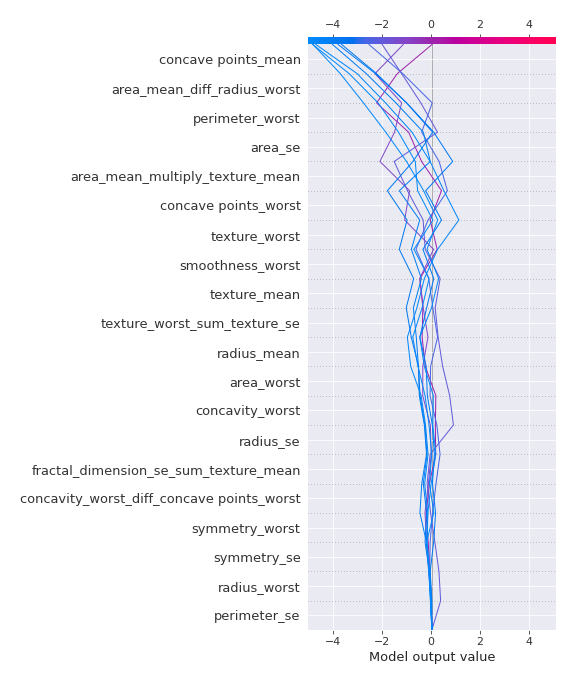 −4 −2 0 2 4
concave points_mean
area_mean_diff_radius_worst
perimeter_worst
area_se
area_mean_multiply_texture_mean
concave points_worst
texture_worst
smoothness_worst
texture_mean
texture_worst_sum_texture_se
radius_mean
area_worst
concavity_worst
radius_se
fractal_dimension_se_sum_texture_mean
concavity_worst_diff_concave points_worst
symmetry_worst
symmetry_se
radius_worst
perimeter_se
−4 −2 0 2 4
Model output value